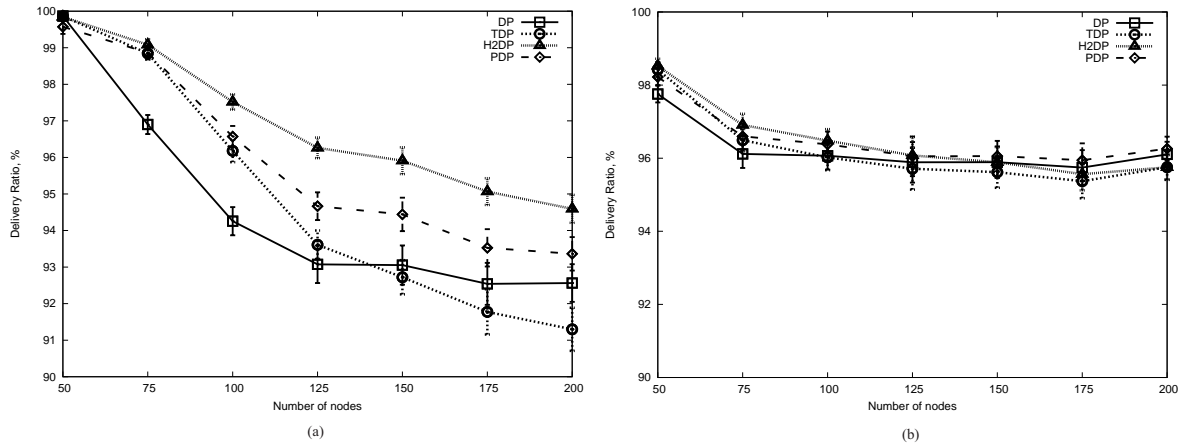 100
99
98
97
96
95
94
93
92
91
90
50
75
100
125
150
175
200
Delivery Ratio, %
Number of nodes
DP
TDP
H2DP
PDP
(a)
100
98
96
94
92
90
50
75
100
125
150
175
200
Delivery Ratio, %
Number of nodes
DP
TDP
H2DP
PDP
(b)